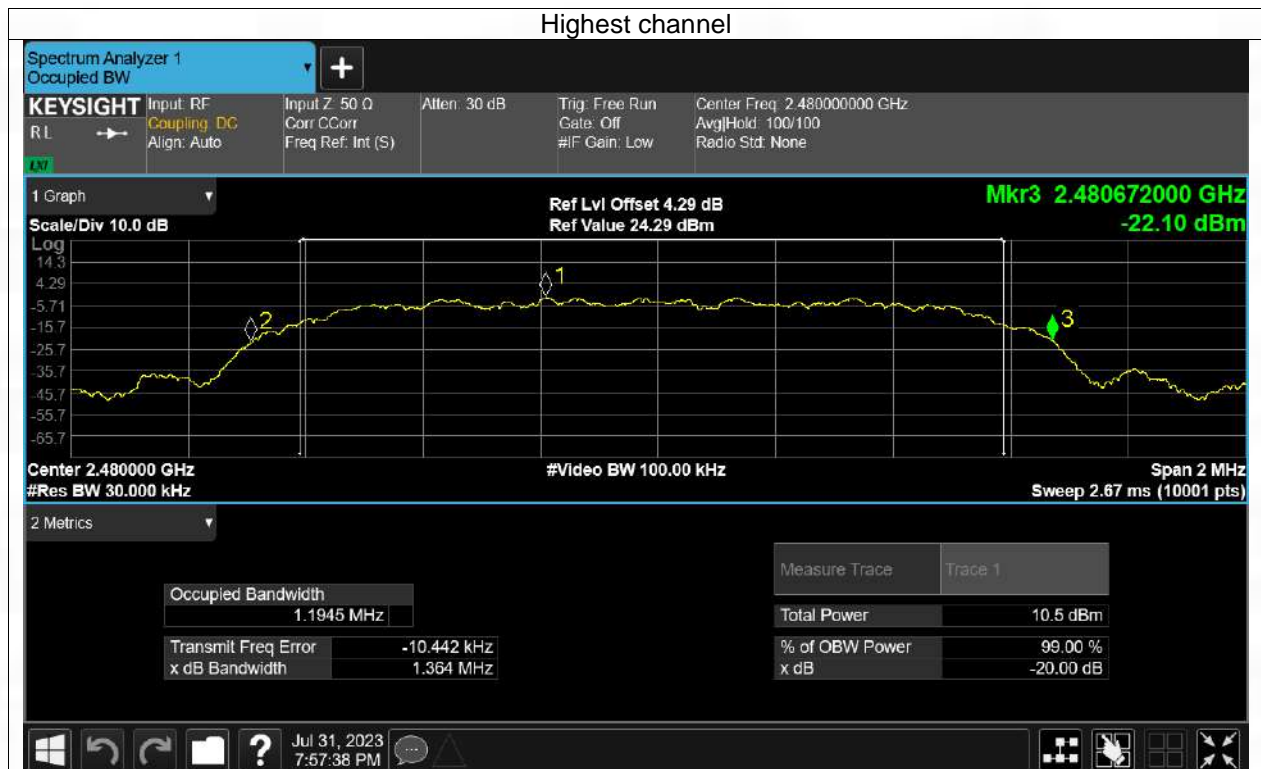 Highest channel
Spectrum Analyzer 1
Occupied BW
+
KEYSIGHT Input: RF Input Z: 50 Ω Atten: 30 dB Trig: Free Run Center Freq: 2.480000000 GHz
RL Coupling: DC Corr CCorr Gate: Off Avg|Hold: 100/100
Align: Auto Freq Ref: Int (S) #IF Gain: Low Radio Std: None
LXI
1 Graph Ref Lvl Offset 4.29 dB Mkr3 2.480672000 GHz
Scale/Div 10.0 dB Ref Value 24.29 dBm -22.10 dBm
Log
14.3
4.29
-5.71
-15.7
-25.7
-35.7
-45.7
-55.7
-65.7
1
2
3
Center 2.480000 GHz #Video BW 100.00 kHz Span 2 MHz
#Res BW 30.000 kHz Sweep 2.67 ms (10001 pts)
2 Metrics
Measure Trace Trace 1
Occupied Bandwidth
1.1945 MHz Total Power 10.5 dBm
Transmit Freq Error -10.442 kHz % of OBW Power 99.00 %
x dB Bandwidth 1.364 MHz x dB -20.00 dB
? Jul 31, 2023
7:57:38 PM